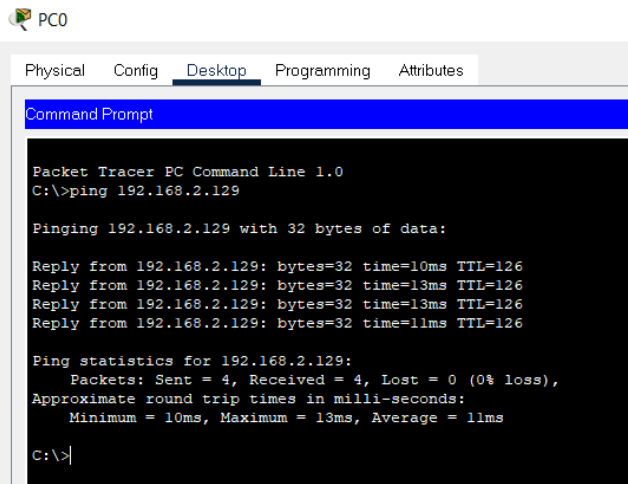 PC0
Physical Config Desktop Programming Attributes
Command Prompt
Packet Tracer PC Command Line 1.0
C:\>ping 192.168.2.129
Pinging 192.168.2.129 with 32 bytes of data:
Reply from 192.168.2.129: bytes=32 time=10ms TTL=126
Reply from 192.168.2.129: bytes=32 time=13ms TTL=126
Reply from 192.168.2.129: bytes=32 time=13ms TTL=126
Reply from 192.168.2.129: bytes=32 time=11ms TTL=126
Ping statistics for 192.168.2.129:
Packets: Sent = 4, Received = 4, Lost = 0 (0% loss),
Approximate round trip times in milli-seconds:
Minimum = 10ms, Maximum = 13ms, Average = 11ms
C:\>